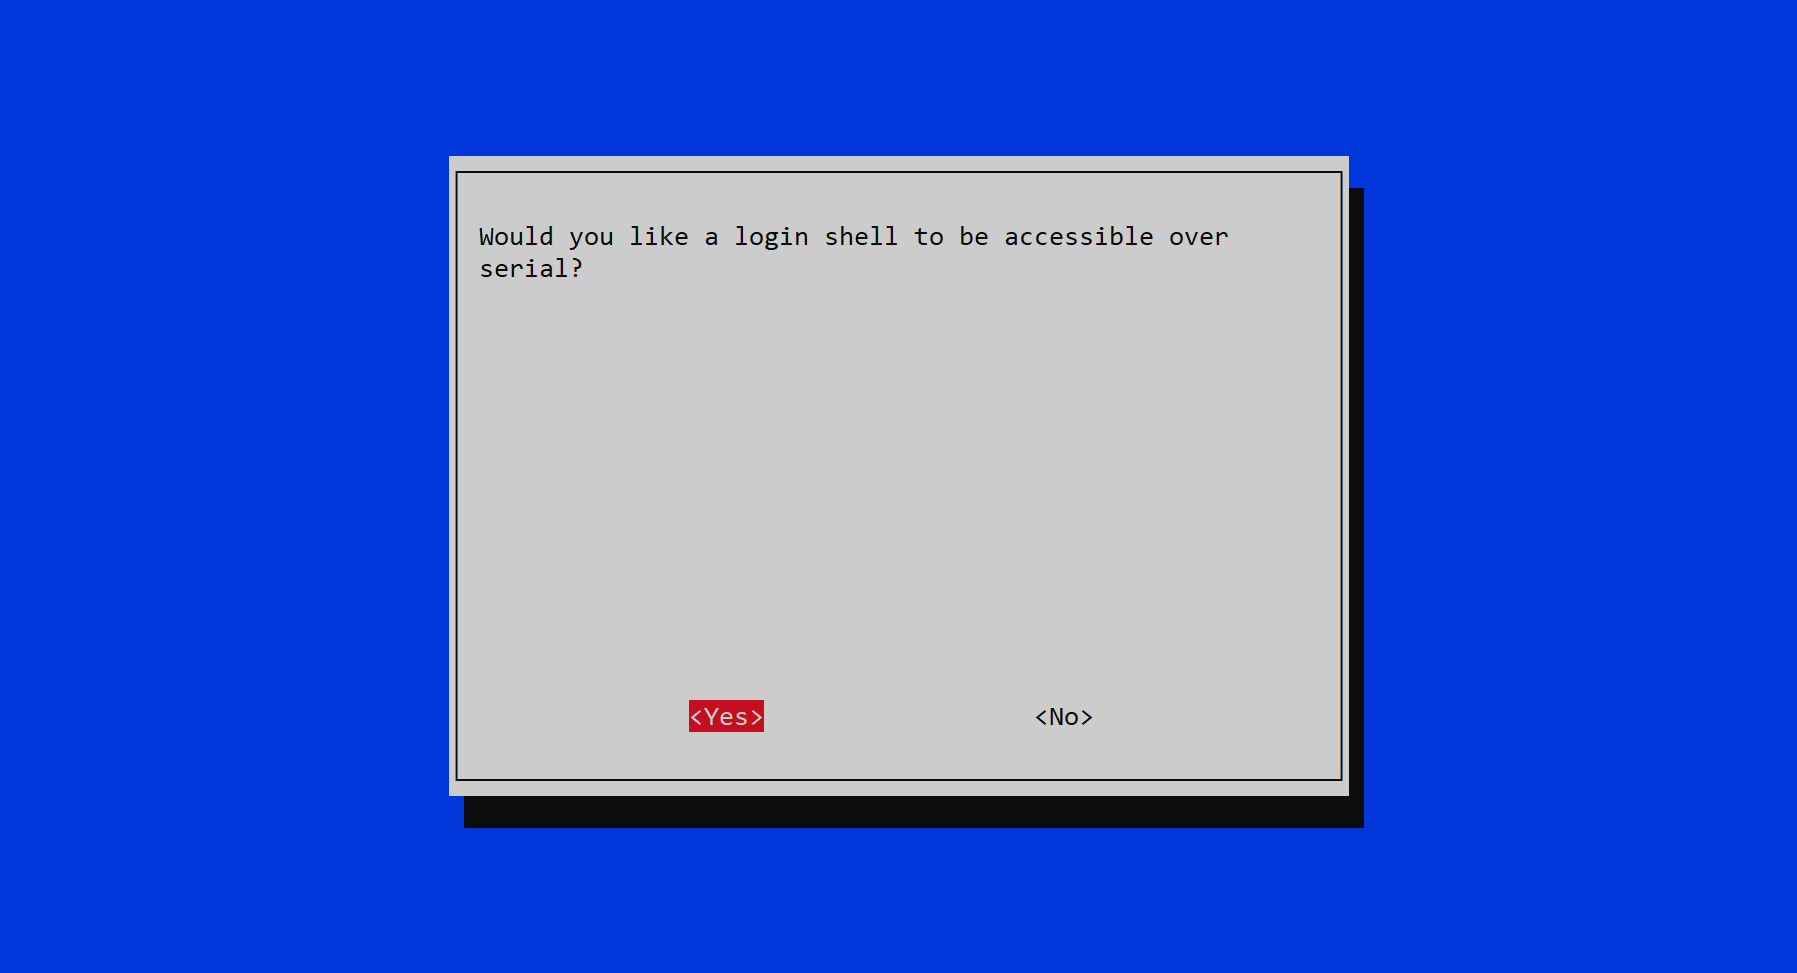 Would you like a login shell to be accessible over
serial?
<Yes> <No>